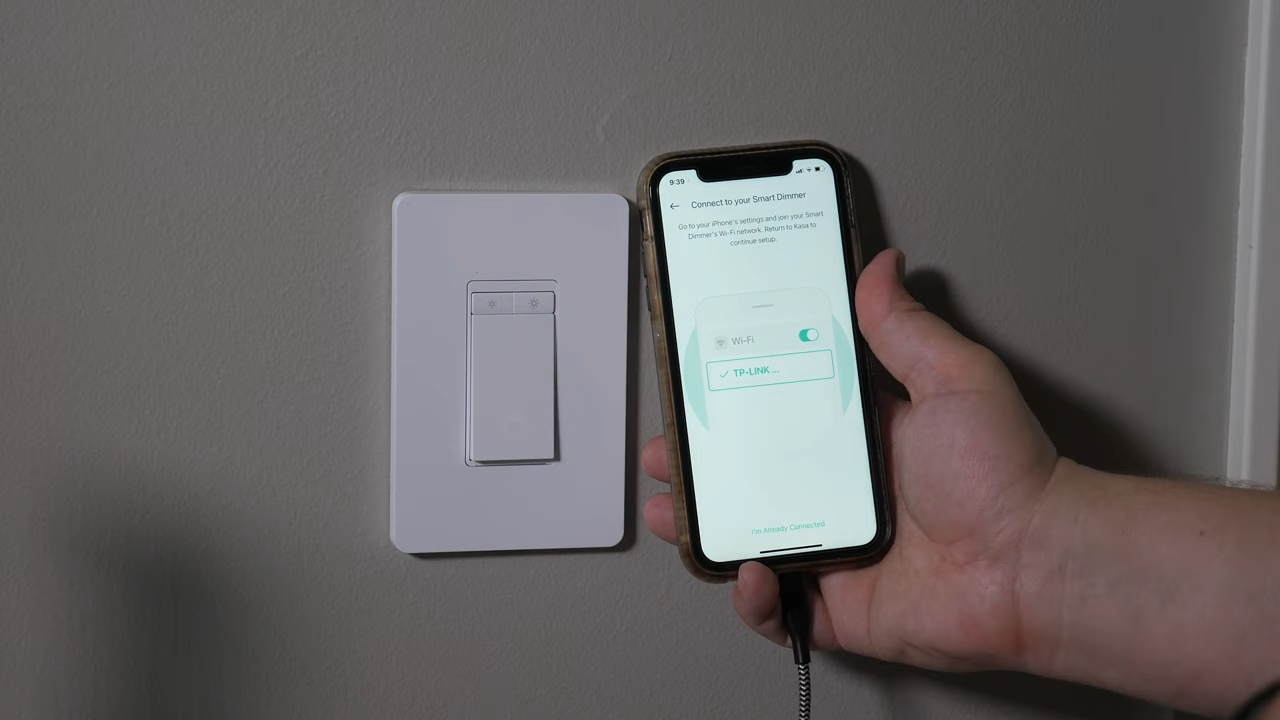 9:39
Connect to your Smart Dimmer
Go to your iPhone's settings and join your Smart
Dimmer's Wi-Fi network. Return to Kasa to
continue setup.
Wi-Fi
TP-LINK...
I'm Already Connected